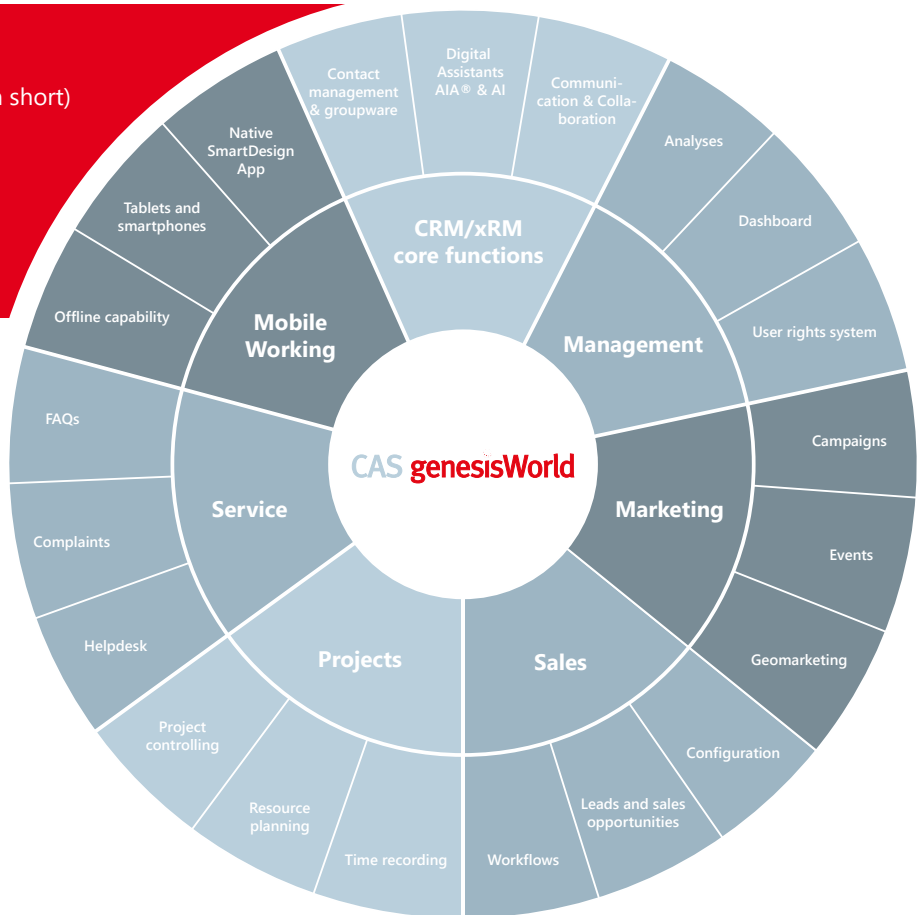 short)
Contact
management
& groupware
Digital
Assistants
AIA® & AI
Communi-
cation & Colla-
boration
Analyses
Dashboard
User rights system
Campaigns
Events
Geomarketing
Configuration
Leads and sales
opportunities
Workflows
Time recording
Resource
planning
Project
controlling
Helpdesk
Complaints
FAQs
Offline capability
Tablets and
smartphones
Native
SmartDesign
App
CRM/xRM
core functions
Management
Marketing
Sales
Projects
Service
Mobile
Working
CAS genesisWorld